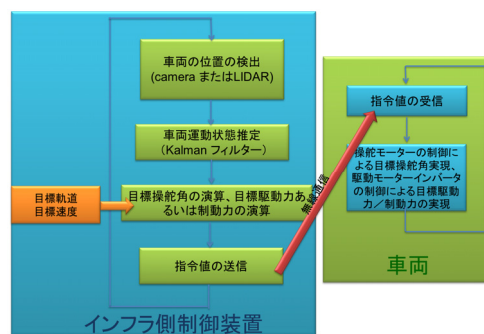 車両の位置の検出
(camera またはLIDAR)
車両運動状態推定
（Kalman フィルター）
目標軌道
目標速度
目標操舵角の演算、目標駆動力あ
るいは制動力の演算
指令値の送信
インフラ側制御装置
無線通信
指令値の受信
操舵モーターの制御によ
る目標操舵角実現、
駆動モーターインバータ
の制御による目標駆動
力／制動力の実現
車両